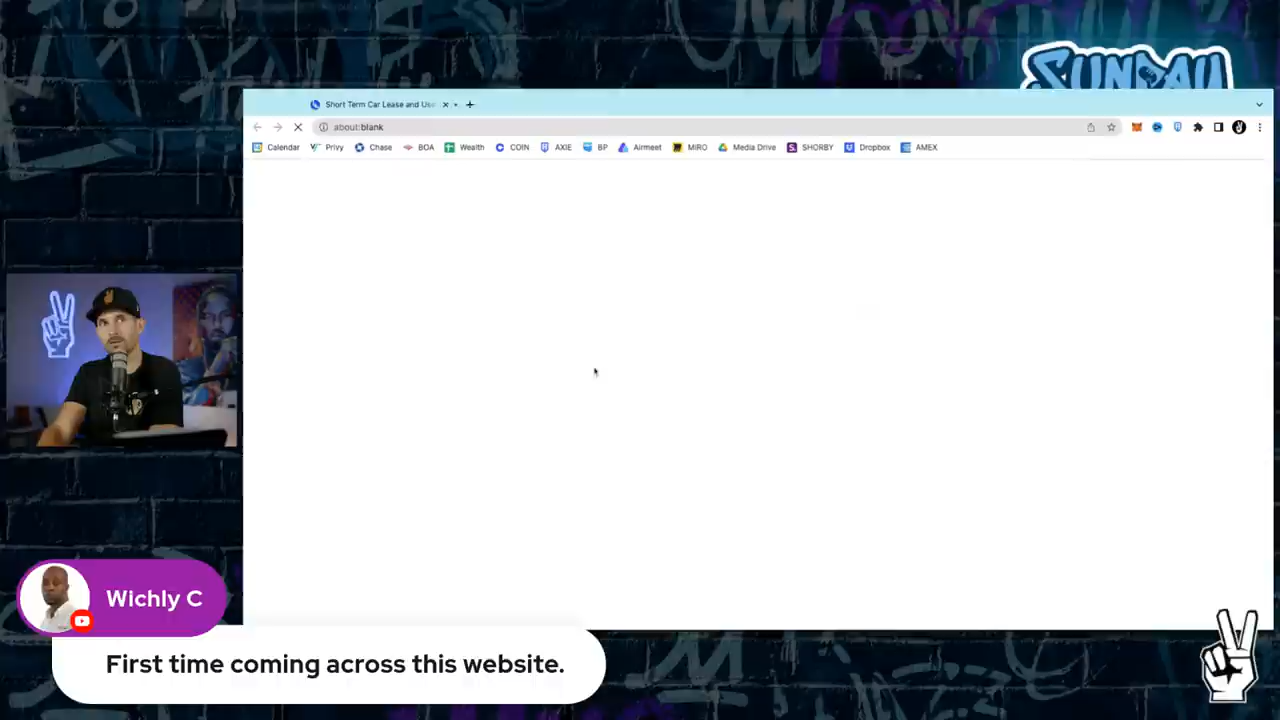 SUNDAY
Short Term Car Lease and Use
about:blank
Calendar Privy Chase BOA Wealth COIN AXIE BP Airmeet MIRO Media Drive SHORBY Dropbox AMEX
Wichly C
First time coming across this website.